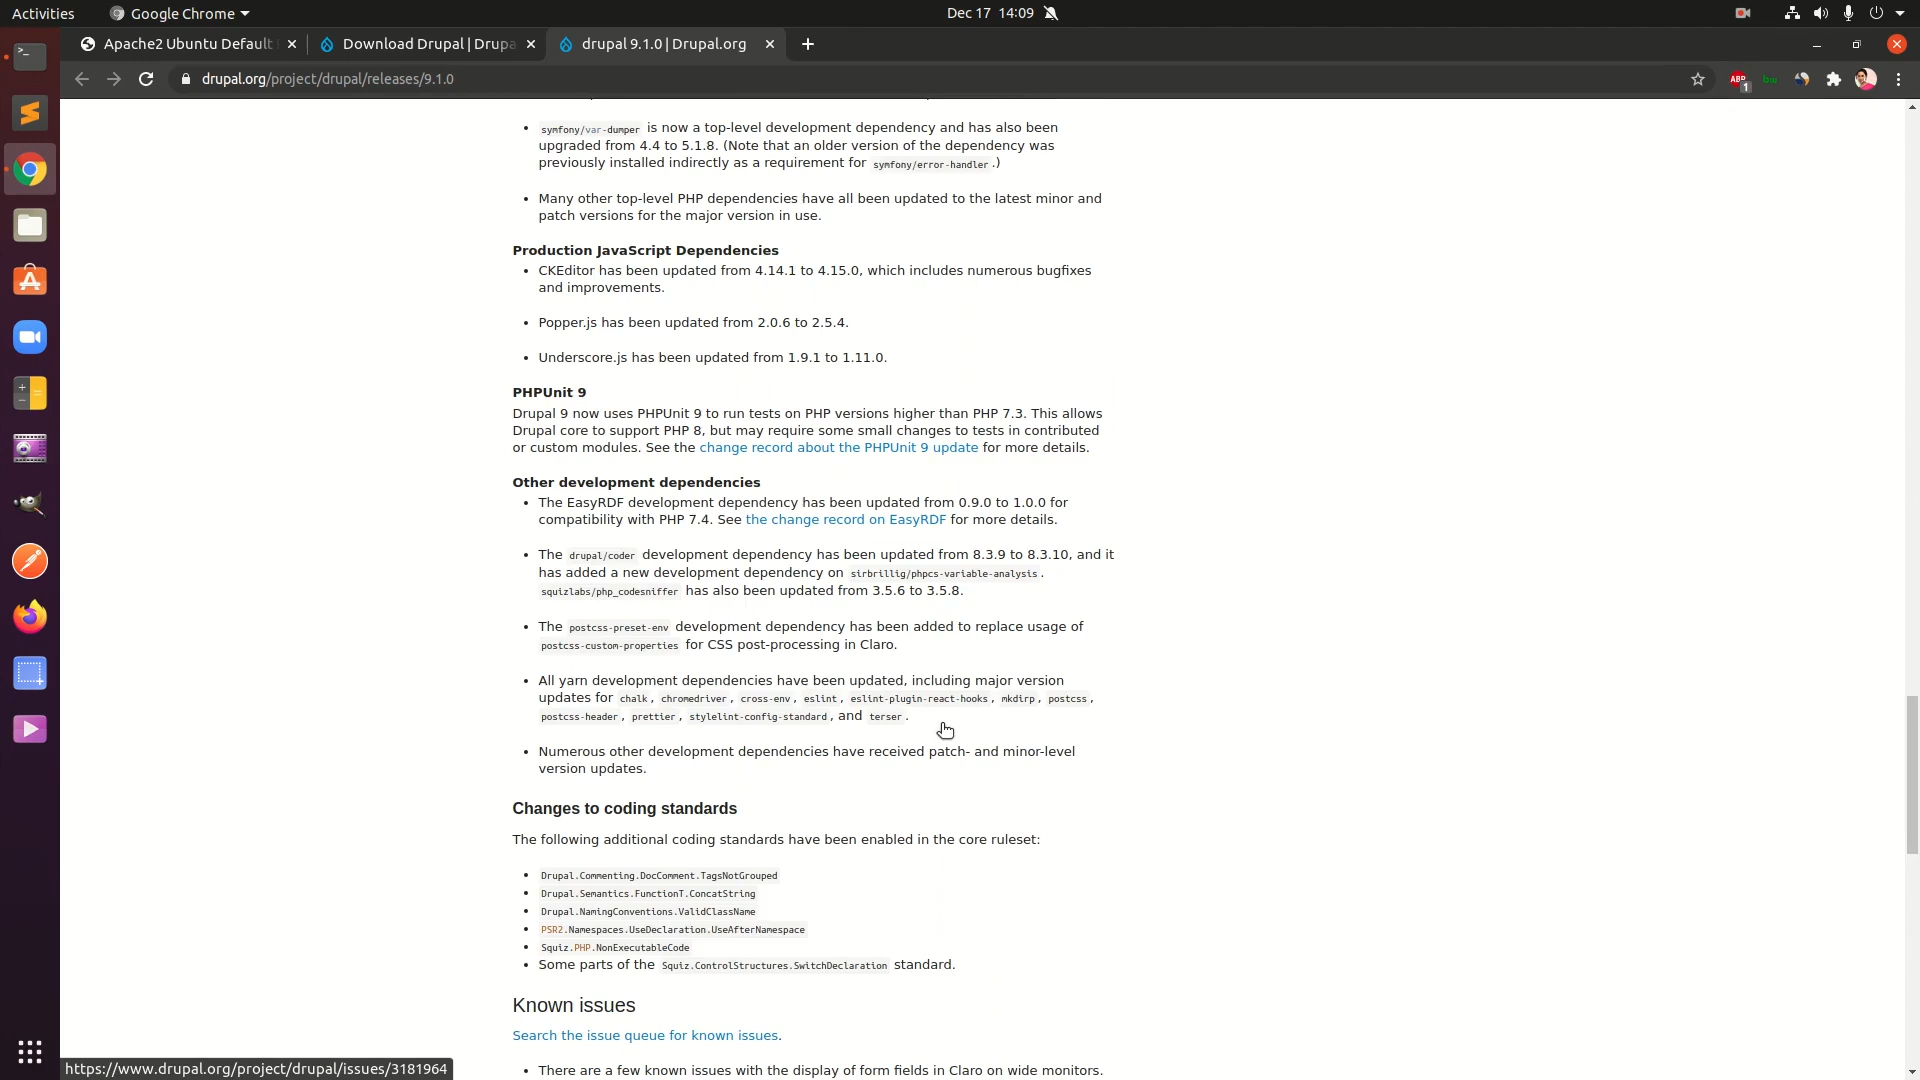 Activities
Google Chrome
Dec 17 14:09
Apache2 Ubuntu Default
Download Drupal | Drupa
drupal 9.1.0 | Drupal.org
drupal.org/project/drupal/releases/9.1.0
ABP
1
symfony/var-dumper is now a top-level development dependency and has also been
upgraded from 4.4 to 5.1.8. (Note that an older version of the dependency was
previously installed indirectly as a requirement for symfony/error-handler.)
Many other top-level PHP dependencies have all been updated to the latest minor and
patch versions for the major version in use.
Production JavaScript Dependencies
CKEditor has been updated from 4.14.1 to 4.15.0, which includes numerous bugfixes
and improvements.
Popper.js has been updated from 2.0.6 to 2.5.4.
Underscore.js has been updated from 1.9.1 to 1.11.0.
PHPUnit 9
Drupal 9 now uses PHPUnit 9 to run tests on PHP versions higher than PHP 7.3. This allows
Drupal core to support PHP 8, but may require some small changes to tests in contributed
or custom modules. See the change record about the PHPUnit 9 update for more details.
Other development dependencies
The EasyRDF development dependency has been updated from 0.9.0 to 1.0.0 for
compatibility with PHP 7.4. See the change record on EasyRDF for more details.
The drupal/coder development dependency has been updated from 8.3.9 to 8.3.10, and it
has added a new development dependency on sirbrillig/phpcs-variable-analysis.
squizlabs/php_codesniffer has also been updated from 3.5.6 to 3.5.8.
The postcss-preset-env development dependency has been added to replace usage of
postcss-custom-properties for CSS post-processing in Claro.
All yarn development dependencies have been updated, including major version
updates for chalk, chromedriver, cross-env, eslint, eslint-plugin-react-hooks, mkdirp, postcss,
postcss-header, prettier, stylelint-config-standard, and terser.
Numerous other development dependencies have received patch- and minor-level
version updates.
Changes to coding standards
The following additional coding standards have been enabled in the core ruleset:
Drupal.Commenting.DocComment.TagsNotGrouped
Drupal.Semantics.FunctionT.ConcatString
Drupal.NamingConventions.ValidClassName
PSR2.Namespaces.UseDeclaration.UseAfterNamespace
Squiz.PHP.NonExecutableCode
Some parts of the Squiz.ControlStructures.SwitchDeclaration standard.
Known issues
Search the issue queue for known issues.
There are a few known issues with the display of form fields in Claro on wide monitors.
https://www.drupal.org/project/drupal/issues/3181964